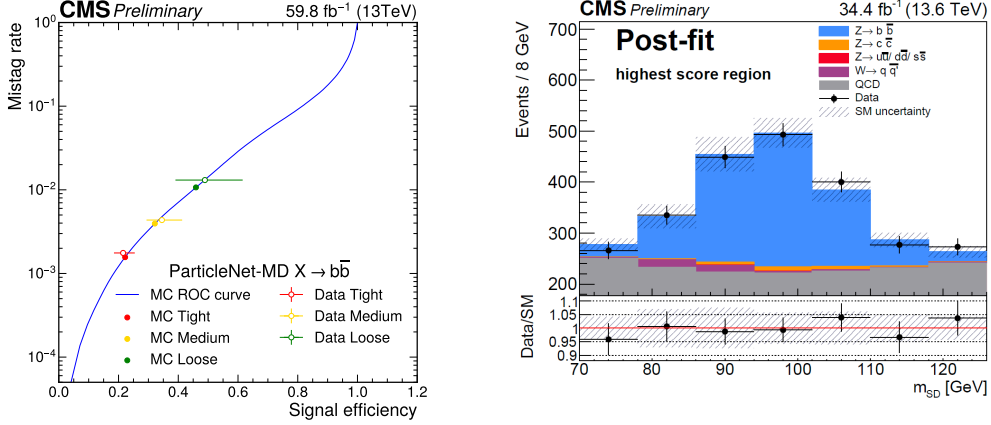 CMS Preliminary 59.8 fb⁻¹ (13TeV)
Mistag rate
10⁰
10⁻¹
10⁻²
10⁻³
10⁻⁴
ParticleNet-MD X → bb̅
MC ROC curve
MC Tight
MC Medium
MC Loose
Data Tight
Data Medium
Data Loose
0.0 0.2 0.4 0.6 0.8 1.0 1.2
Signal efficiency
CMS Preliminary 34.4 fb⁻¹ (13.6 TeV)
Events / 8 GeV
700
600
500
400
300
200
Post-fit
highest score region
Z→ b b̅
Z→ c c̅
Z→ uu̅/ dd̅/ ss̅
W→ q q̅'
QCD
Data
SM uncertainty
Data/SM
1.1
1.05
1
0.95
0.9
70 80 90 100 110 120
m_SD [GeV]